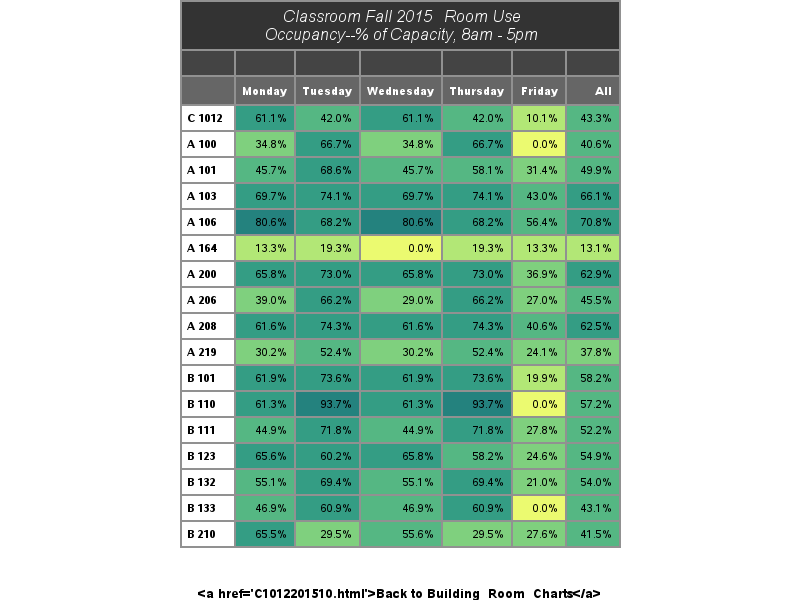 Classroom Fall 2015 Room Use
Occupancy--% of Capacity, 8am - 5pm
Monday Tuesday Wednesday Thursday Friday All
C 1012 61.1% 42.0% 61.1% 42.0% 10.1% 43.3%
A 100 34.8% 66.7% 34.8% 66.7% 0.0% 40.6%
A 101 45.7% 68.6% 45.7% 58.1% 31.4% 49.9%
A 103 69.7% 74.1% 69.7% 74.1% 43.0% 66.1%
A 106 80.6% 68.2% 80.6% 68.2% 56.4% 70.8%
A 164 13.3% 19.3% 0.0% 19.3% 13.3% 13.1%
A 200 65.8% 73.0% 65.8% 73.0% 36.9% 62.9%
A 206 39.0% 66.2% 29.0% 66.2% 27.0% 45.5%
A 208 61.6% 74.3% 61.6% 74.3% 40.6% 62.5%
A 219 30.2% 52.4% 30.2% 52.4% 24.1% 37.8%
B 101 61.9% 73.6% 61.9% 73.6% 19.9% 58.2%
B 110 61.3% 93.7% 61.3% 93.7% 0.0% 57.2%
B 111 44.9% 71.8% 44.9% 71.8% 27.8% 52.2%
B 123 65.6% 60.2% 65.8% 58.2% 24.6% 54.9%
B 132 55.1% 69.4% 55.1% 69.4% 21.0% 54.0%
B 133 46.9% 60.9% 46.9% 60.9% 0.0% 43.1%
B 210 65.5% 29.5% 55.6% 29.5% 27.6% 41.5%
<a href='C1012201510.html'>Back to Building Room Charts</a>